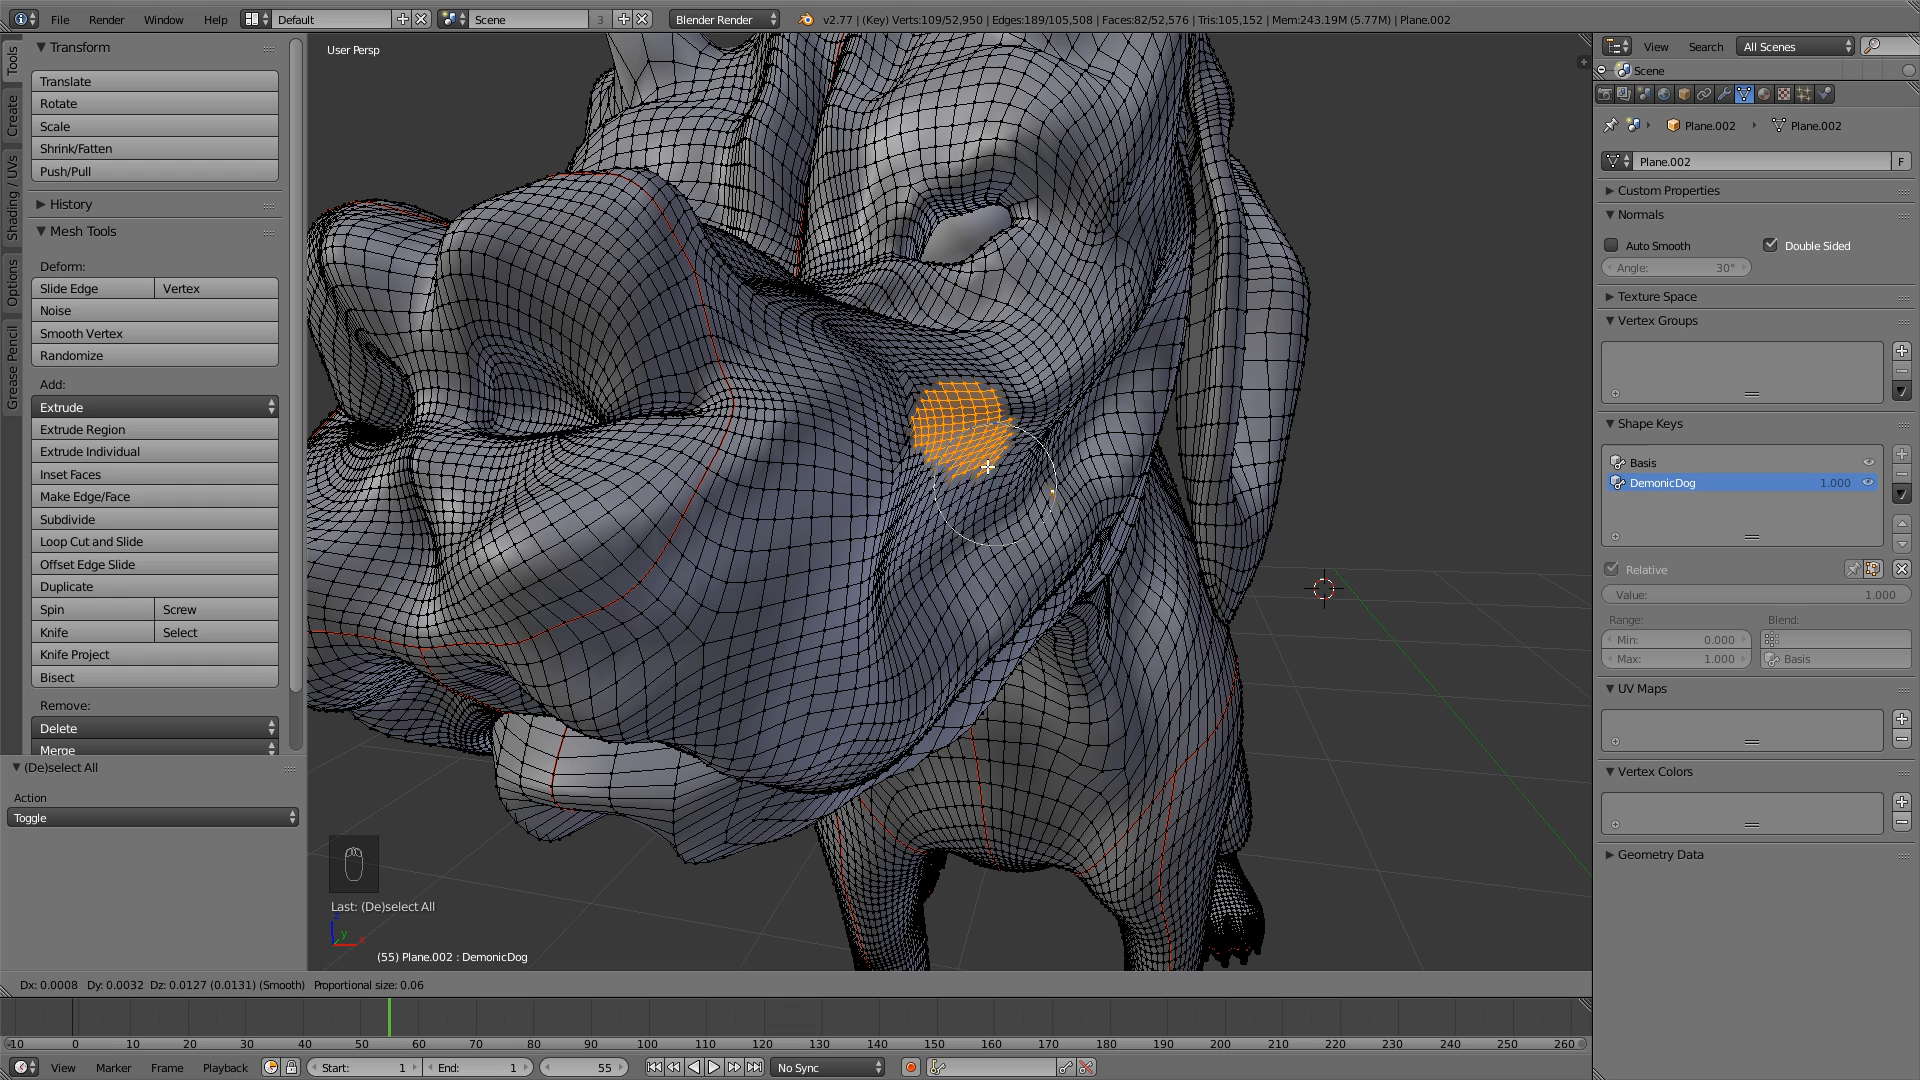 File Render Window Help Default Scene 3 Blender Render v2.77 | (Key) Verts:109/52,950 | Edges:189/105,508 | Faces:82/52,576 | Tris:105,152 | Mem:243.19M (5.77M) | Plane.002
Tools
Create
Shading / UVs
Options
Grease Pencil
Transform
Translate
Rotate
Scale
Shrink/Fatten
Push/Pull
History
Mesh Tools
Deform:
Slide Edge Vertex
Noise
Smooth Vertex
Randomize
Add:
Extrude
Extrude Region
Extrude Individual
Inset Faces
Make Edge/Face
Subdivide
Loop Cut and Slide
Offset Edge Slide
Duplicate
Spin Screw
Knife Select
Knife Project
Bisect
Remove:
Delete
Merge
(De)select All
Action
Toggle
User Persp
Last: (De)select All
z
y
x
(55) Plane.002 : DemonicDog
Dx: 0.0008 Dy: 0.0032 Dz: 0.0127 (0.0131) (Smooth) Proportional size: 0.06
-10 0 10 20 30 40 50 60 70 80 90 100 110 120 130 140 150 160 170 180 190 200 210 220 230 240 250 260
View Marker Frame Playback Start: 1 End: 1 55 No Sync
View Search All Scenes
Scene
Plane.002 Plane.002
Plane.002 F
Custom Properties
Normals
Auto Smooth Double Sided
Angle: 30°
Texture Space
Vertex Groups
Shape Keys
Basis
DemonicDog 1.000
Relative
Value: 1.000
Range: Blend:
Min: 0.000
Max: 1.000 Basis
UV Maps
Vertex Colors
Geometry Data